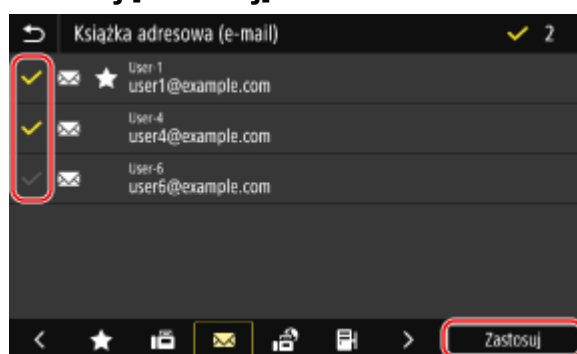 Książka adresowa (e-mail) 2
User-1
user1@example.com
User-4
user4@example.com
User-6
user6@example.com
Zastosuj